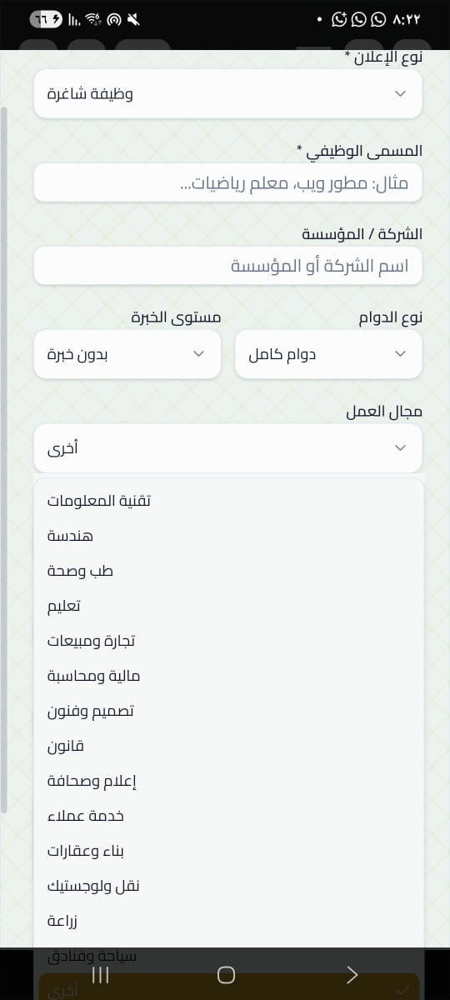 ٨:٢٢
٦٦
نوع الإعلان *
وظيفة شاغرة
المسمى الوظيفي *
مثال: مطور ويب، معلم رياضيات...
الشركة / المؤسسة
اسم الشركة أو المؤسسة
نوع الدوام
مستوى الخبرة
دوام كامل
بدون خبرة
مجال العمل
أخرى
تقنية المعلومات
هندسة
طب وصحة
تعليم
تجارة ومبيعات
مالية ومحاسبة
تصميم وفنون
قانون
إعلام وصحافة
خدمة عملاء
بناء وعقارات
نقل ولوجستيك
زراعة
سياحة وفنادق
أخرى